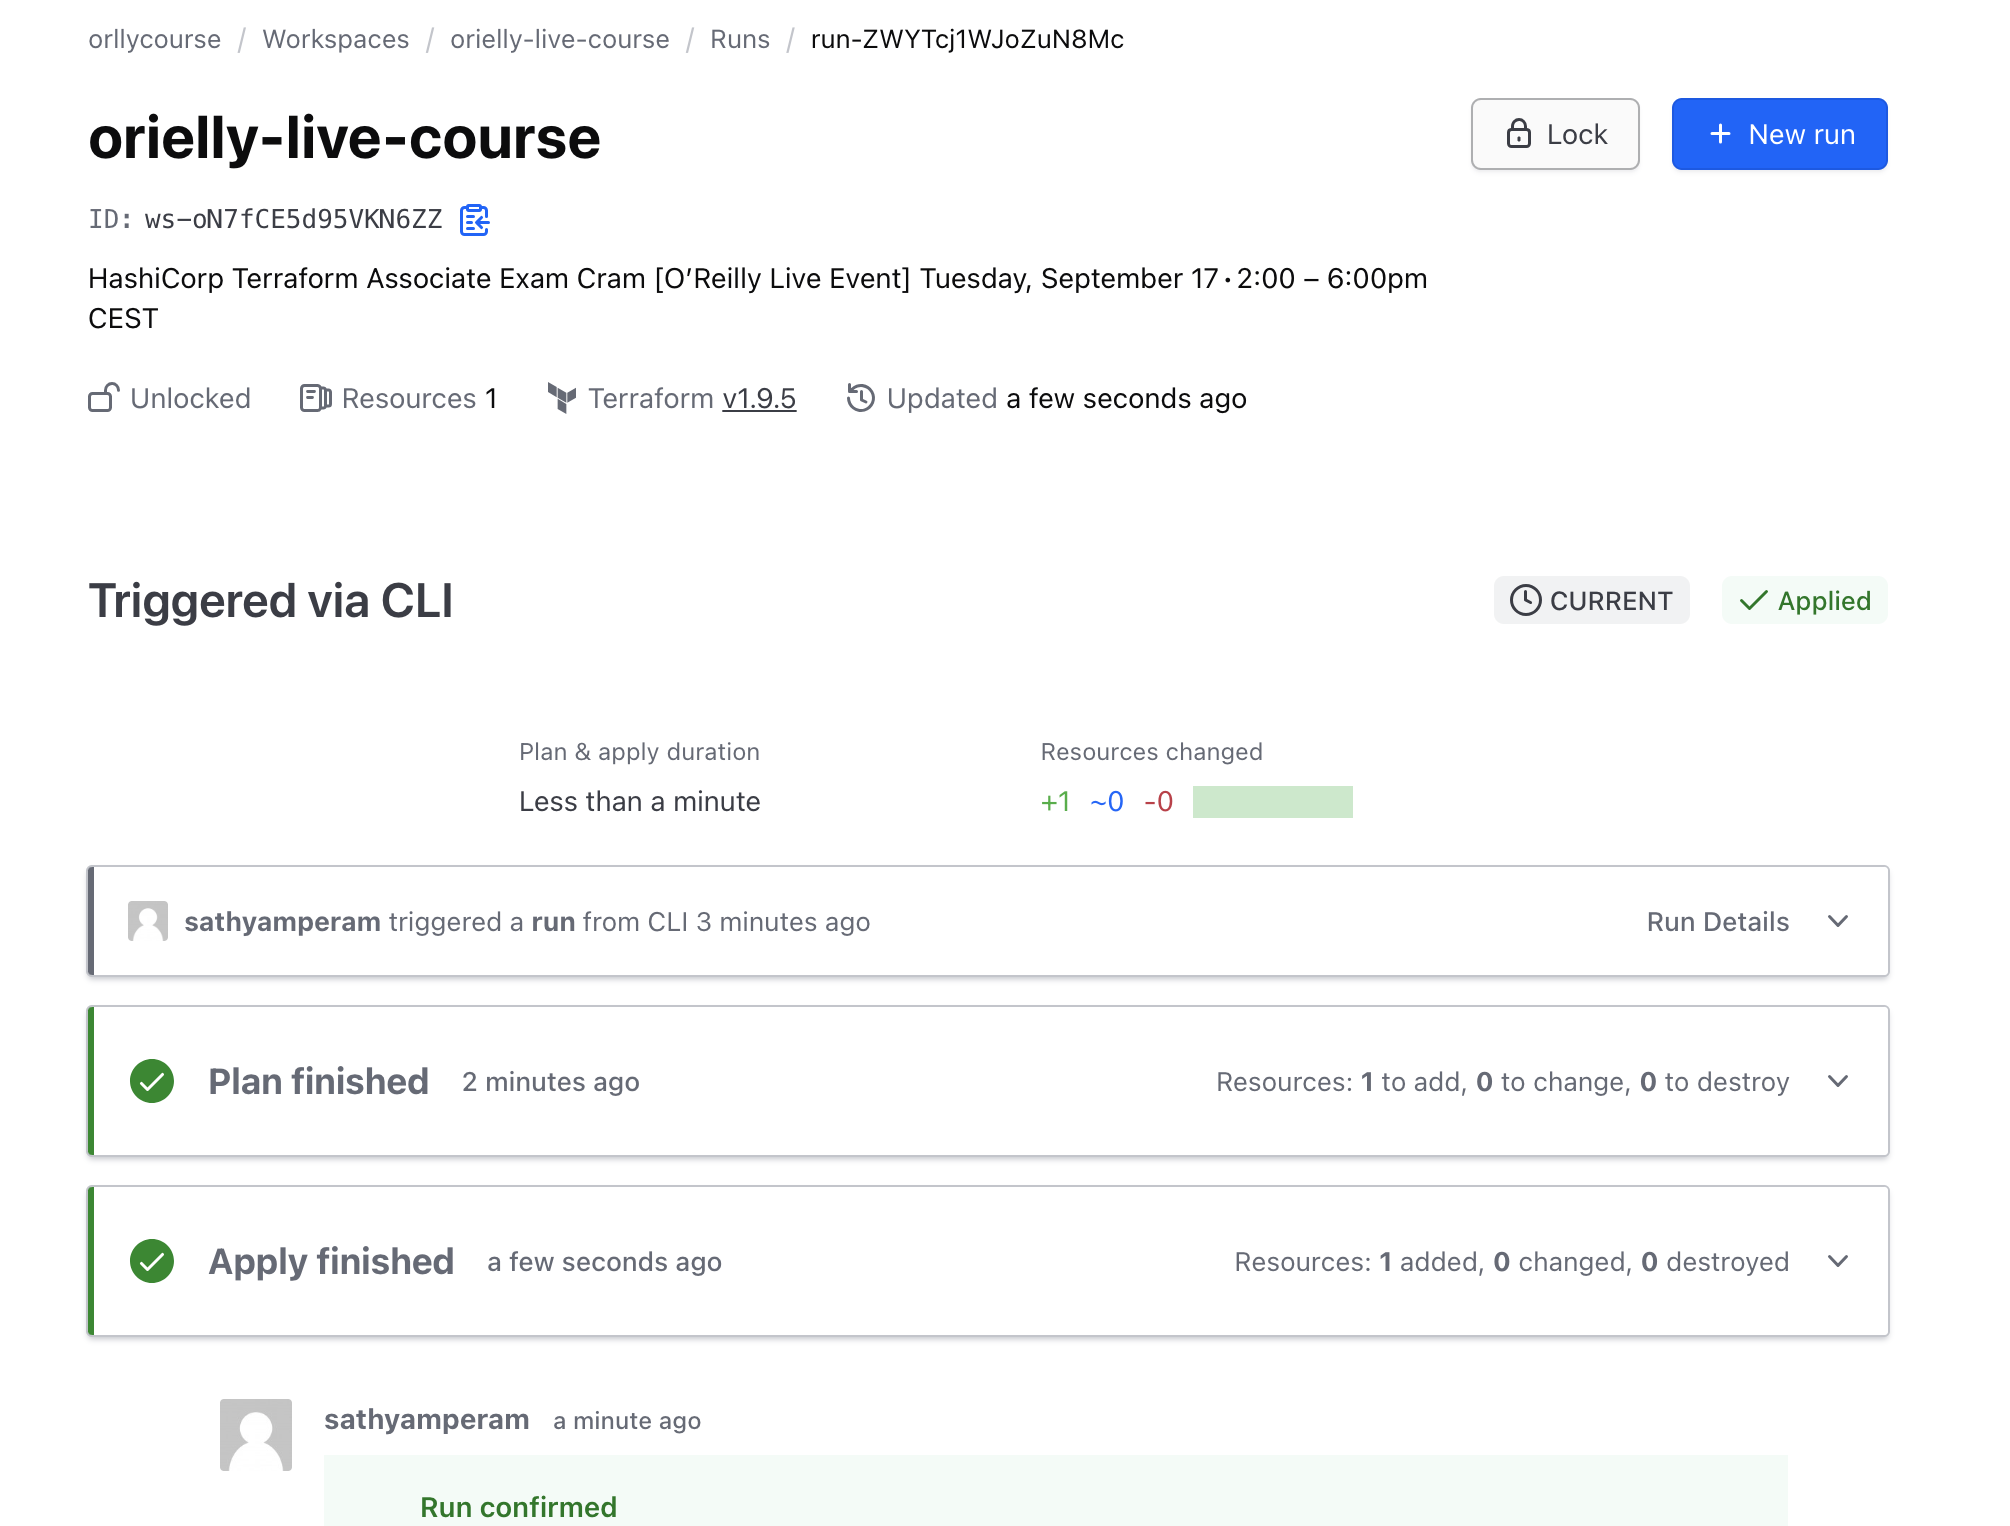 orllycourse / Workspaces / orielly-live-course / Runs / run-ZWYTcj1WJoZuN8Mc
orielly-live-course
Lock
+ New run
ID: ws-oN7fCE5d95VKN6ZZ
HashiCorp Terraform Associate Exam Cram [O’Reilly Live Event] Tuesday, September 17·2:00 – 6:00pm
CEST
Unlocked Resources 1 Terraform v1.9.5 Updated a few seconds ago
Triggered via CLI
CURRENT
Applied
Plan & apply duration
Less than a minute
Resources changed
+1 ~0 -0
sathyamperam triggered a run from CLI 3 minutes ago
Run Details
Plan finished 2 minutes ago
Resources: 1 to add, 0 to change, 0 to destroy
Apply finished a few seconds ago
Resources: 1 added, 0 changed, 0 destroyed
sathyamperam a minute ago
Run confirmed